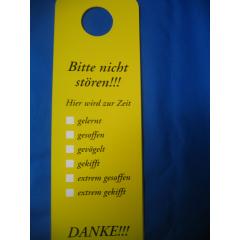 Bitte nicht
stören!!!
Hier wird zur Zeit
gelernt
gesoffen
gevögelt
gekifft
extrem gesoffen
extrem gekifft
DANKE!!!